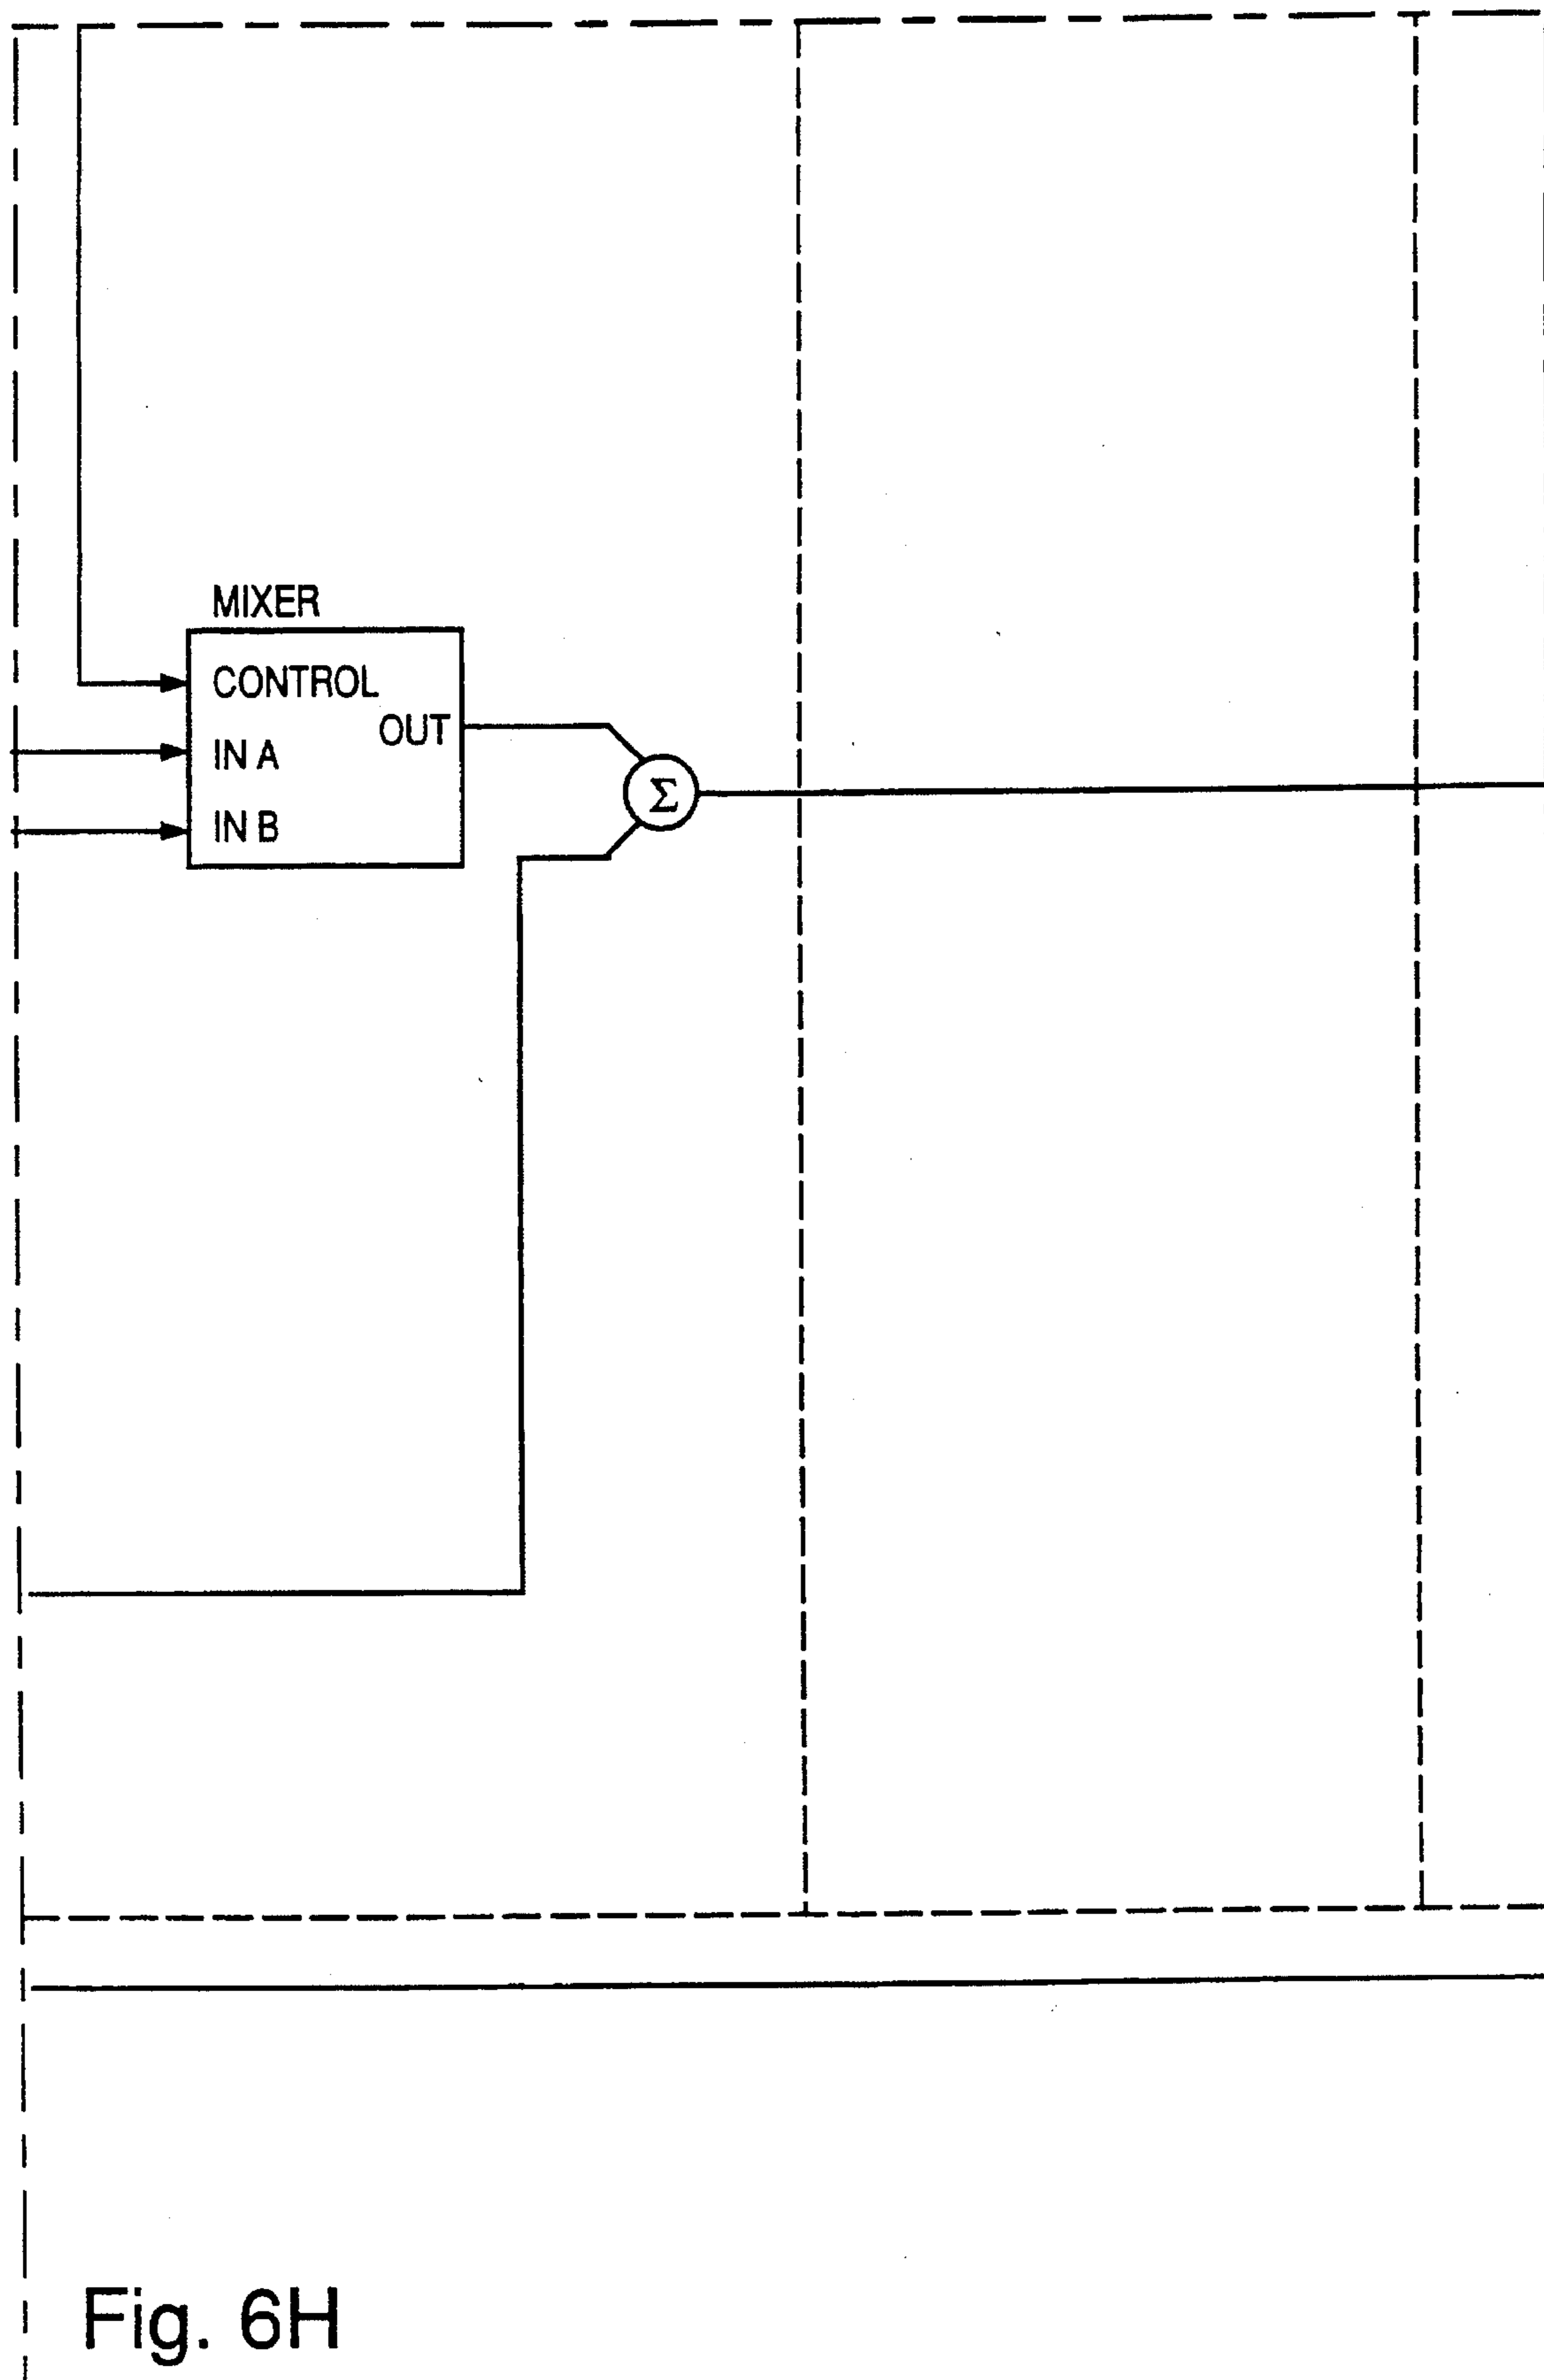 MIXER
CONTROL
OUT
IN A
IN B
Σ
Fig. 6H